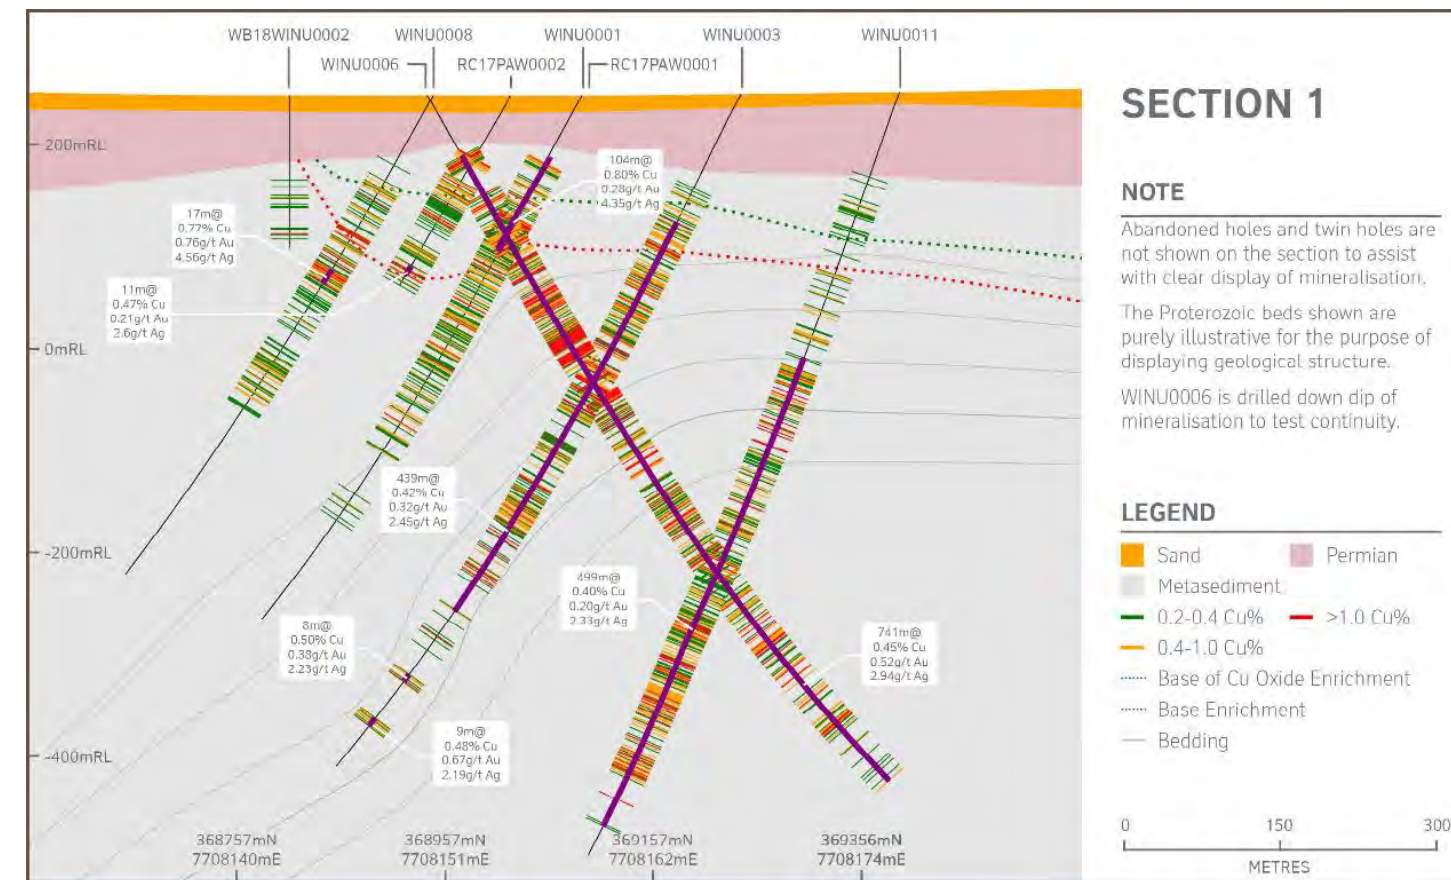 WB18WINU0002
WINU0008
WINU0001
WINU0003
WINU0011
WINU0006
RC17PAW0002
RC17PAW0001
200mRL
0mRL
-200mRL
-400mRL
104m@
0.80% Cu
0.28g/t Au
4.35g/t Ag
17m@
0.77% Cu
0.76g/t Au
4.56g/t Ag
11m@
0.47% Cu
0.21g/t Au
2.6g/t Ag
439m@
0.42% Cu
0.32g/t Au
2.45g/t Ag
499m@
0.40% Cu
0.20g/t Au
2.33g/t Ag
8m@
0.50% Cu
0.38g/t Au
2.23g/t Ag
741m@
0.45% Cu
0.52g/t Au
2.94g/t Ag
9m@
0.48% Cu
0.67g/t Au
2.19g/t Ag
368757mN
7708140mE
368957mN
7708151mE
369157mN
7708162mE
369356mN
7708174mE
SECTION 1
NOTE
Abandoned holes and twin holes are
not shown on the section to assist
with clear display of mineralisation.
The Proterozoic beds shown are
purely illustrative for the purpose of
displaying geological structure.
WINU0006 is drilled down dip of
mineralisation to test continuity.
LEGEND
Sand
Permian
Metasediment
0.2-0.4 Cu%
>1.0 Cu%
0.4-1.0 Cu%
Base of Cu Oxide Enrichment
Base Enrichment
Bedding
0 150 300
METRES